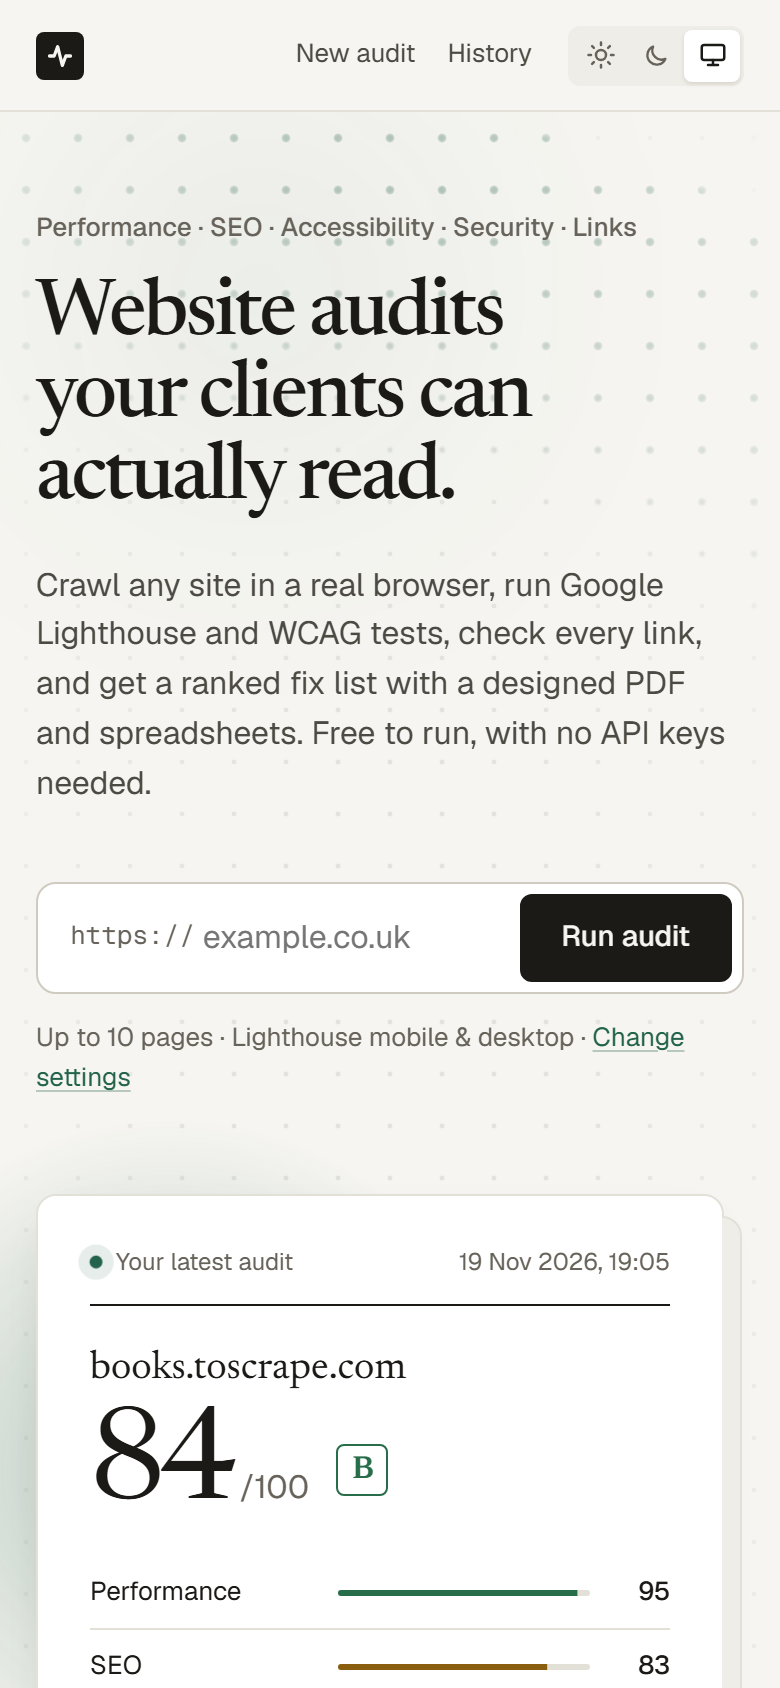 New audit History
Performance · SEO · Accessibility · Security · Links
Website audits
your clients can
actually read.
Crawl any site in a real browser, run Google
Lighthouse and WCAG tests, check every link,
and get a ranked fix list with a designed PDF
and spreadsheets. Free to run, with no API keys
needed.
https:// example.co.uk Run audit
Up to 10 pages · Lighthouse mobile & desktop · Change
settings
Your latest audit 19 Nov 2026, 19:05
books.toscrape.com
84/100 B
Performance 95
SEO 83